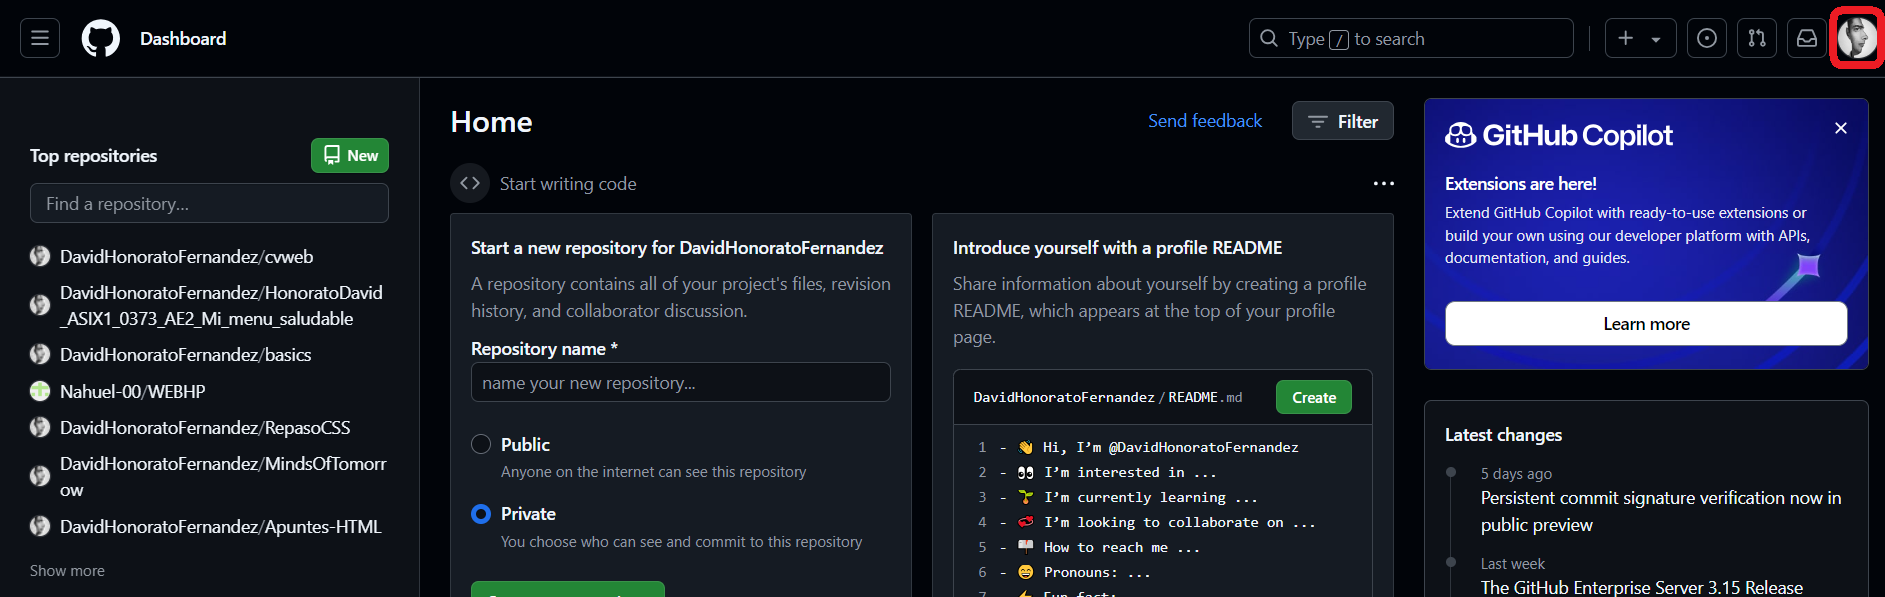 Dashboard
Type / to search
Top repositories
New
Find a repository...
DavidHonoratoFernandez/cvweb
DavidHonoratoFernandez/HonoratoDavid
_ASIX1_0373_AE2_Mi_menu_saludable
DavidHonoratoFernandez/basics
Nahuel-00/WEBHP
DavidHonoratoFernandez/RepasoCSS
DavidHonoratoFernandez/MindsOfTomorr
ow
DavidHonoratoFernandez/Apuntes-HTML
Show more
Home
Send feedback
Filter
Start writing code
Start a new repository for DavidHonoratoFernandez
A repository contains all of your project's files, revision
history, and collaborator discussion.
Repository name *
name your new repository...
Public
Anyone on the internet can see this repository
Private
You choose who can see and commit to this repository
Introduce yourself with a profile README
Share information about yourself by creating a profile
README, which appears at the top of your profile
page.
DavidHonoratoFernandez / README.md
Create
1 - 👋 Hi, I’m @DavidHonoratoFernandez
2 - 👀 I’m interested in ...
3 - 🌱 I’m currently learning ...
4 - 💞️ I’m looking to collaborate on ...
5 - 📫 How to reach me ...
6 - 😄 Pronouns: ...
7 - ⚡ Fun fact:
GitHub Copilot
Extensions are here!
Extend GitHub Copilot with ready-to-use extensions or
build your own using our developer platform with APIs,
documentation, and guides.
Learn more
Latest changes
5 days ago
Persistent commit signature verification now in
public preview
Last week
The GitHub Enterprise Server 3.15 Release